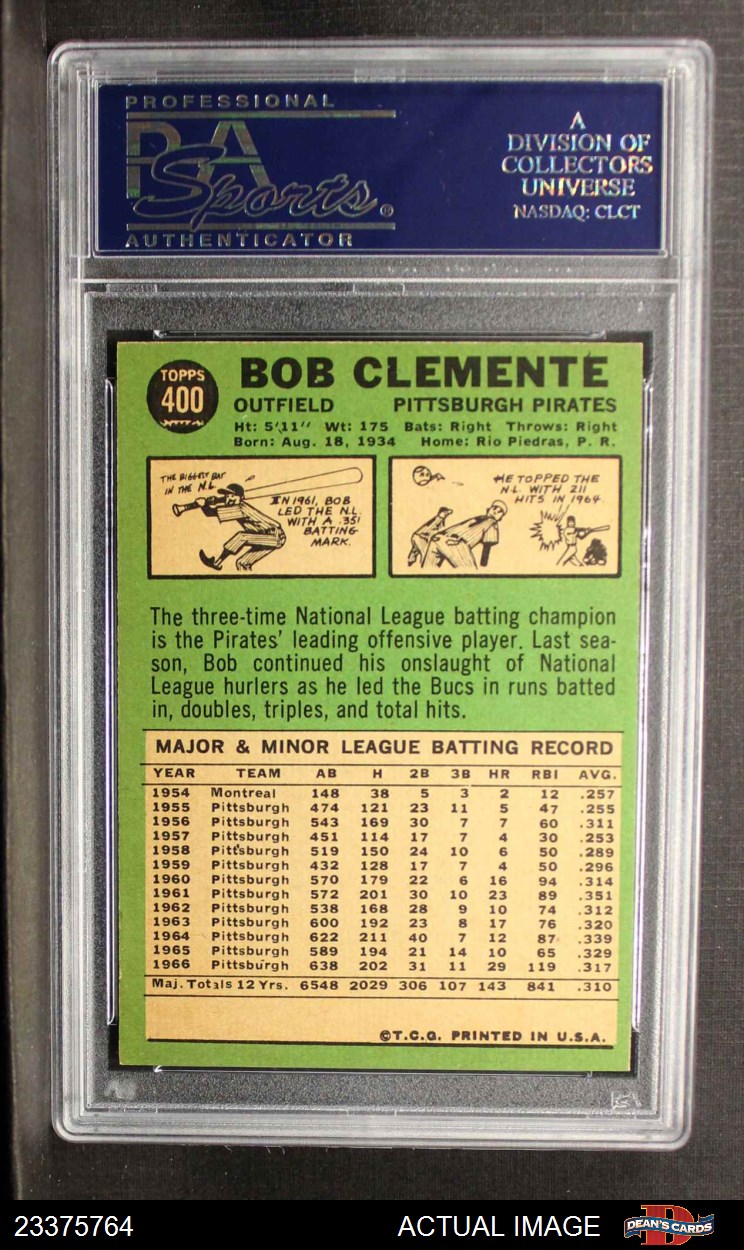 PROFESSIONAL
PSA
Sports®
AUTHENTICATOR
A
DIVISION OF
COLLECTORS
UNIVERSE
NASDAQ: CLCT
TOPPS
400
BOB CLEMENTE
OUTFIELD PITTSBURGH PIRATES
Ht: 5'11" Wt: 175 Bats: Right Throws: Right
Born: Aug. 18, 1934 Home: Rio Piedras, P. R.
THE BIGGEST BAT
IN THE N.L.
IN 1961, BOB
LED THE N.L.
WITH A .351
BATTING
MARK.
HE TOPPED THE
N.L. WITH 211
HITS IN 1964.
The three-time National League batting champion
is the Pirates' leading offensive player. Last sea-
son, Bob continued his onslaught of National
League hurlers as he led the Bucs in runs batted
in, doubles, triples, and total hits.
MAJOR & MINOR LEAGUE BATTING RECORD
YEAR TEAM AB H 2B 3B HR RBI AVG.
1954 Montreal 148 38 5 3 2 12 .257
1955 Pittsburgh 474 121 23 11 5 47 .255
1956 Pittsburgh 543 169 30 7 7 60 .311
1957 Pittsburgh 451 114 17 7 4 30 .253
1958 Pittsburgh 519 150 24 10 6 50 .289
1959 Pittsburgh 432 128 17 7 4 50 .296
1960 Pittsburgh 570 179 22 6 16 94 .314
1961 Pittsburgh 572 201 30 10 23 89 .351
1962 Pittsburgh 538 168 28 9 10 74 .312
1963 Pittsburgh 600 192 23 8 17 76 .320
1964 Pittsburgh 622 211 40 7 12 87 .339
1965 Pittsburgh 589 194 21 14 10 65 .329
1966 Pittsburgh 638 202 31 11 29 119 .317
Maj. Totals 12 Yrs. 6548 2029 306 107 143 841 .310
©T.C.G. PRINTED IN U.S.A.
23375764 ACTUAL IMAGE
DEAN'S CARDS